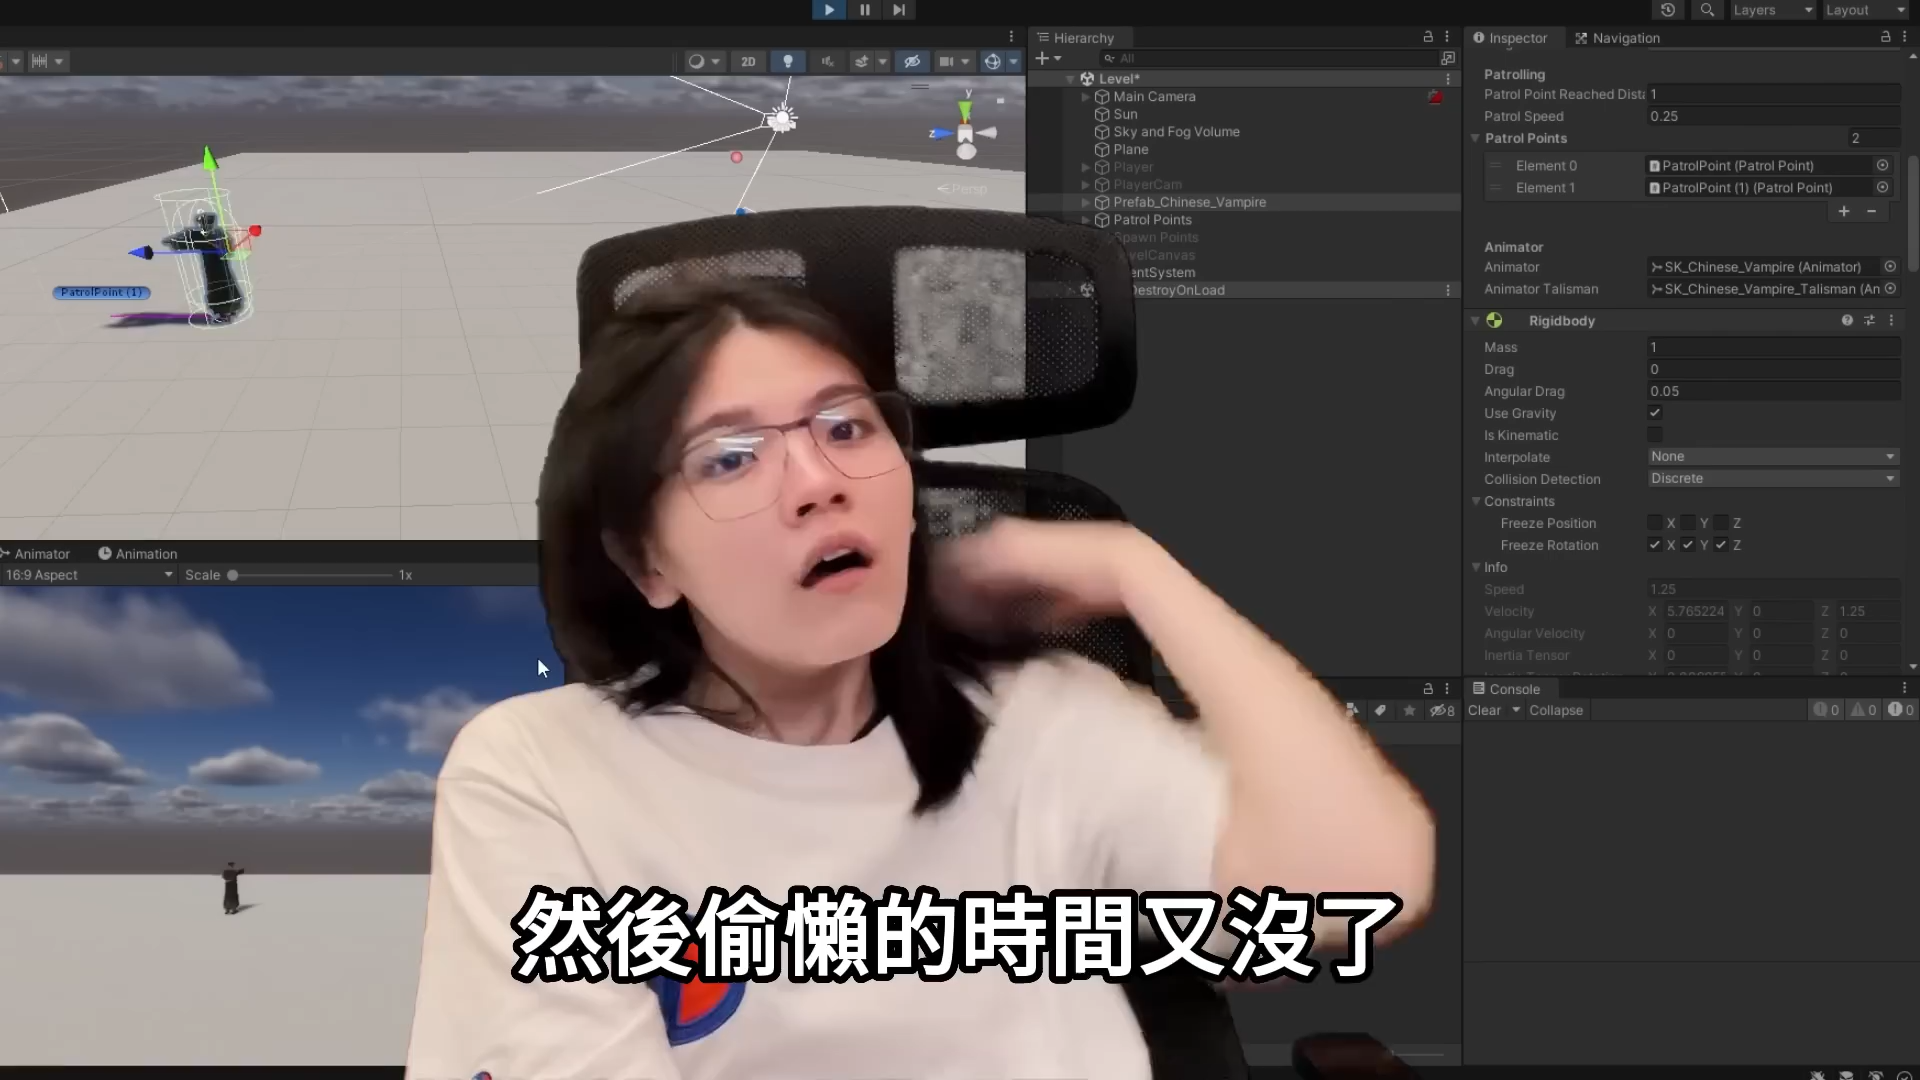 Layers
Layout
2D
Hierarchy
All
Level*
Main Camera
Sun
Sky and Fog Volume
Plane
Player
PlayerCam
Prefab_Chinese_Vampire
Patrol Points
Spawn Points
velCanvas
entSystem
DestroyOnLoad
y
z
Persp
PatrolPoint (1)
Animator
Animation
16:9 Aspect
Scale
1x
Inspector
Navigation
Patrolling
Patrol Point Reached Dista 1
Patrol Speed 0.25
Patrol Points 2
Element 0 PatrolPoint (Patrol Point)
Element 1 PatrolPoint (1) (Patrol Point)
Animator
Animator SK_Chinese_Vampire (Animator)
Animator Talisman SK_Chinese_Vampire_Talisman (An
Rigidbody
Mass 1
Drag 0
Angular Drag 0.05
Use Gravity
Is Kinematic
Interpolate None
Collision Detection Discrete
Constraints
Freeze Position X Y Z
Freeze Rotation X Y Z
Info
Speed 1.25
Velocity X 5.765224 Y 0 Z 1.25
Angular Velocity X 0 Y 0 Z 0
Inertia Tensor X 0 Y 0 Z 0
8
Console
Clear Collapse 0 0 0
然後偷懶的時間又沒了